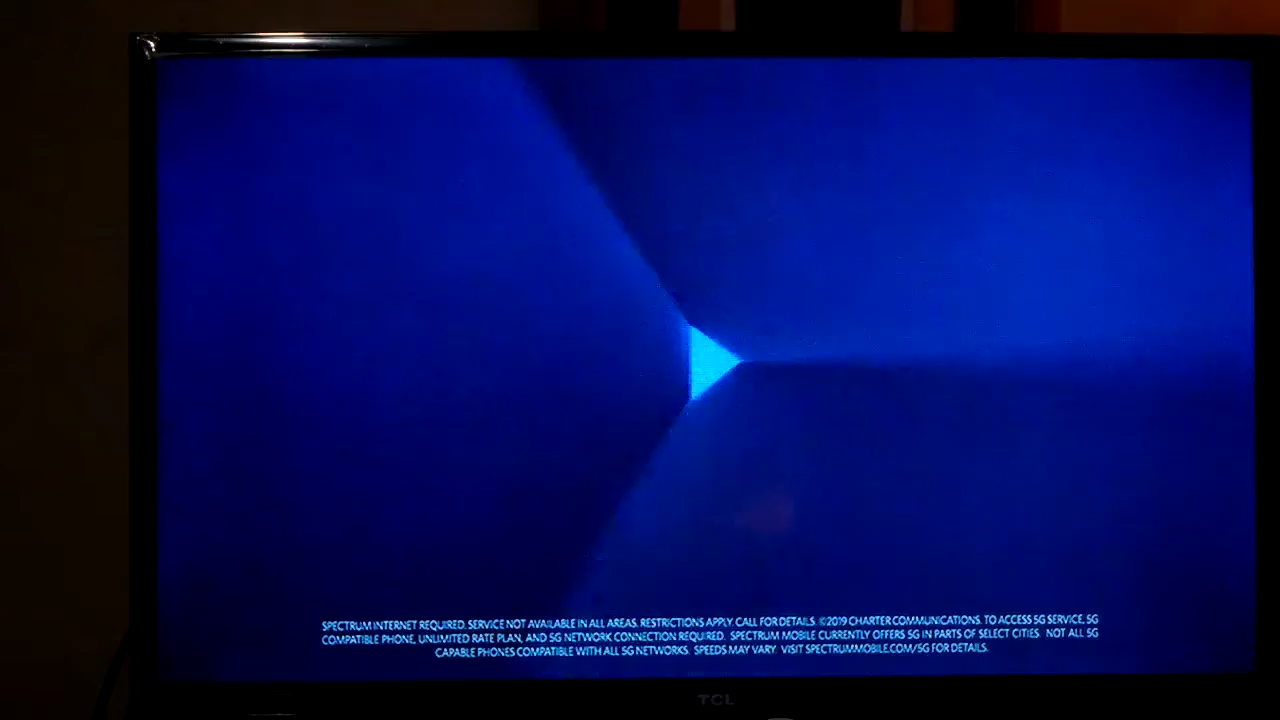 SPECTRUM INTERNET REQUIRED. SERVICE NOT AVAILABLE IN ALL AREAS. RESTRICTIONS APPLY. CALL FOR DETAILS. ©2019 CHARTER COMMUNICATIONS. TO ACCESS 5G SERVICE, 5G
COMPATIBLE PHONE, UNLIMITED RATE PLAN, AND 5G NETWORK CONNECTION REQUIRED. SPECTRUM MOBILE CURRENTLY OFFERS 5G IN PARTS OF SELECT CITIES. NOT ALL 5G
CAPABLE PHONES COMPATIBLE WITH ALL 5G NETWORKS. SPEEDS MAY VARY. VISIT SPECTRUMMOBILE.COM/5G FOR DETAILS.
TCL